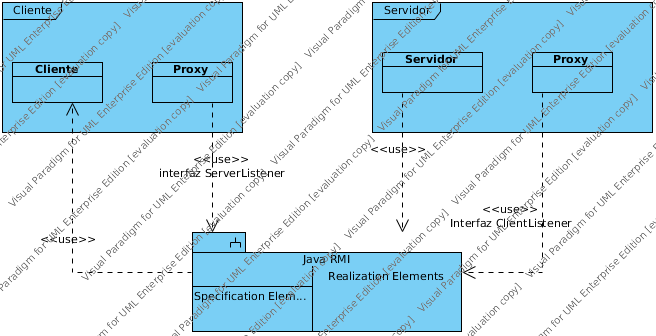 Cliente
Servidor
Cliente
Proxy
Servidor
Proxy
<<use>>
<<use>>
interfaz ServerListener
<<use>>
Interfaz ClientListener
<<use>>
Java RMI
Realization Elements
Specification Elem...
Visual Paradigm for UML Enterprise Edition [evaluation copy]